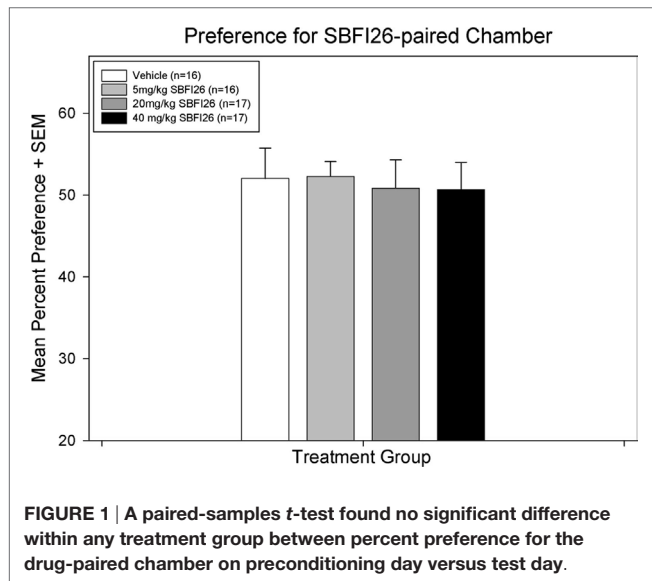 Preference for SBFI26-paired Chamber
Vehicle (n=16)
5mg/kg SBFI26 (n=16)
20mg/kg SBFI26 (n=17)
40 mg/kg SBFI26 (n=17)
Mean Percent Preference + SEM
60
50
40
30
20
Treatment Group
FIGURE 1 | A paired-samples t-test found no significant difference
within any treatment group between percent preference for the
drug-paired chamber on preconditioning day versus test day.